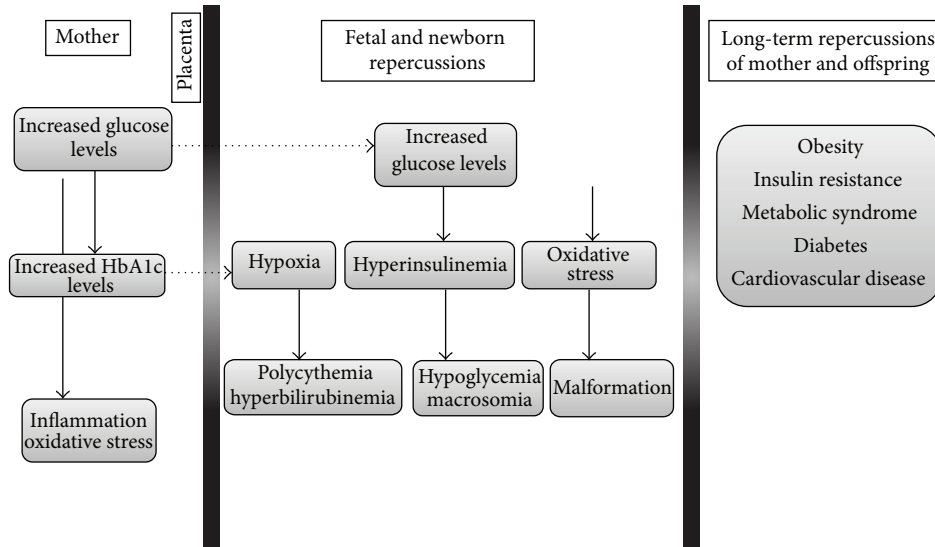 Mother
Placenta
Fetal and newborn
repercussions
Long-term repercussions
of mother and offspring
Increased glucose
levels
Increased
glucose levels
Obesity
Insulin resistance
Metabolic syndrome
Diabetes
Cardiovascular disease
Increased HbA1c
levels
Hypoxia
Hyperinsulinemia
Oxidative
stress
Polycythemia
hyperbilirubinemia
Hypoglycemia
macrosomia
Malformation
Inflammation
oxidative stress